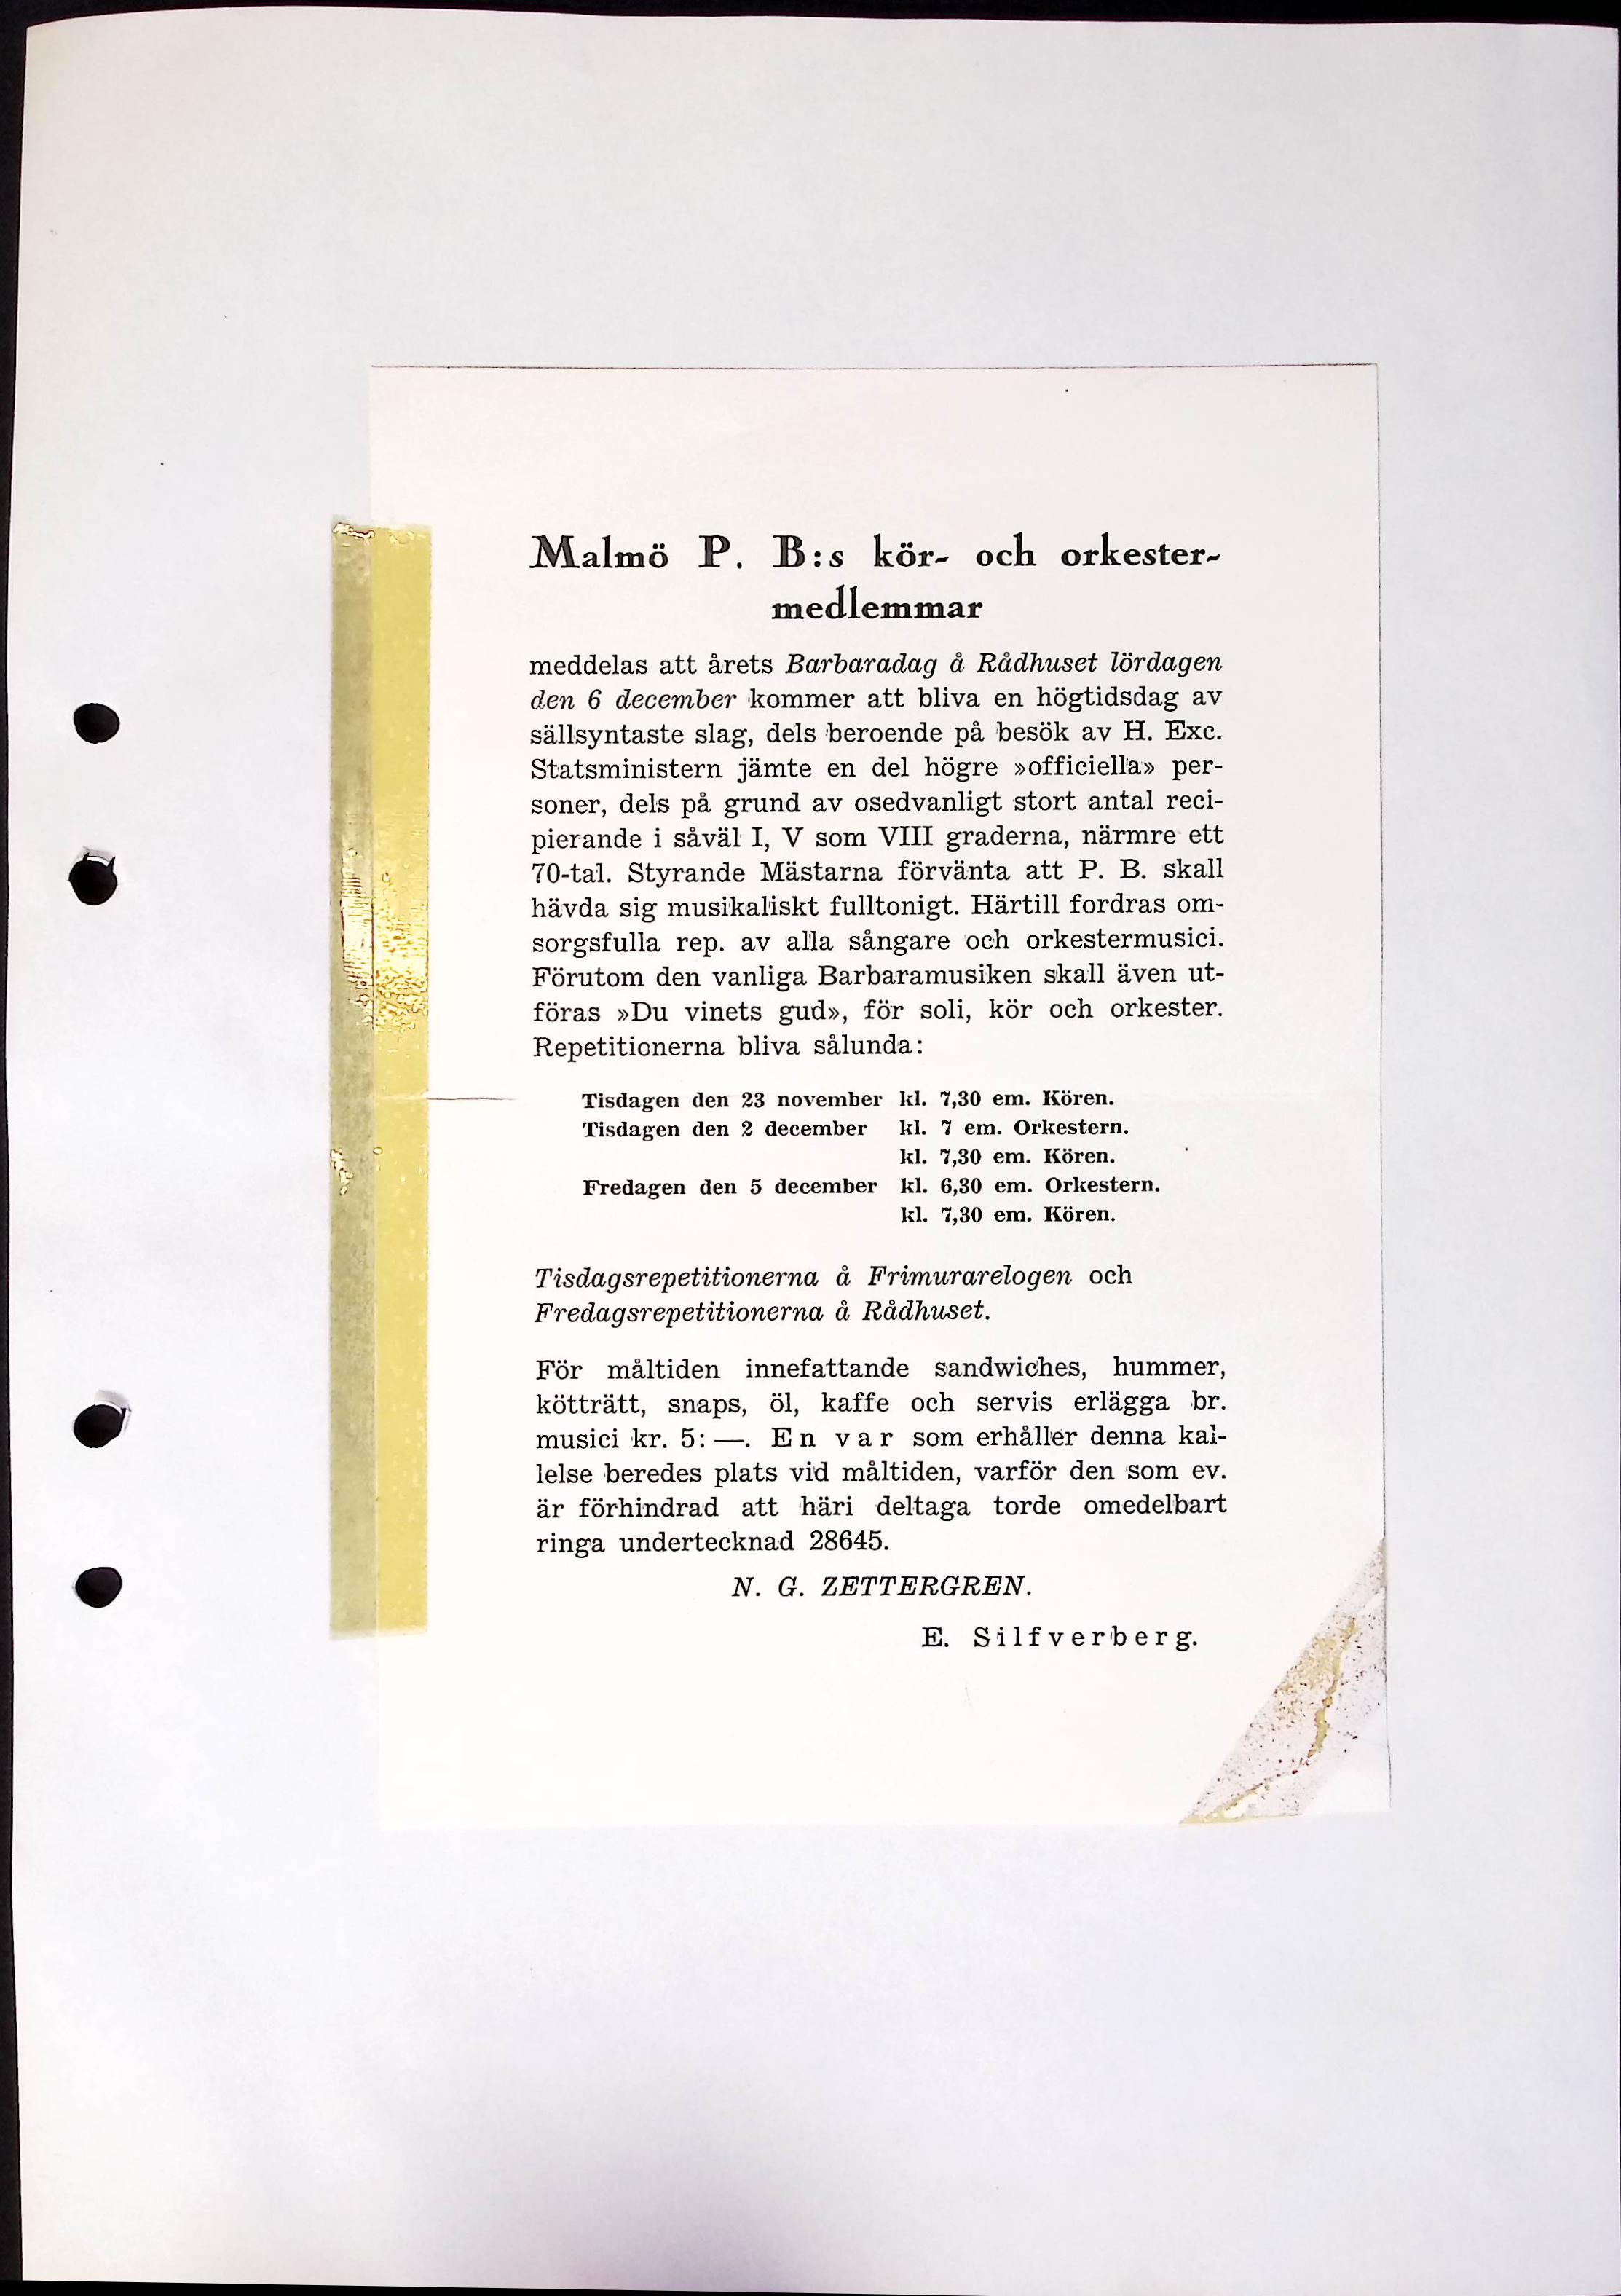 Malmö P. B:s kör- och orkester-
medlemmar
meddelas att årets Barbaradag å Rådhuset lördagen
den 6 december kommer att bliva en högtidsdag av
sällsyntaste slag, dels beroende på besök av H. Exc.
Statsministern jämte en del högre »officiella» per-
soner, dels på grund av osedvanligt stort antal reci-
pierande i såväl I, V som VIII graderna, närmre ett
70-tal. Styrande Mästarna förvänta att P. B. skall
hävda sig musikaliskt fulltonigt. Härtill fordras om-
sorgsfulla rep. av alla sångare och orkestermusici.
Förutom den vanliga Barbaramusiken skall även ut-
föras »Du vinets gud», för soli, kör och orkester.
Repetitionerna bliva sålunda:
Tisdagen den 23 november kl. 7,30 em. Kören.
Tisdagen den 2 december kl. 7 em. Orkestern.
kl. 7,30 em. Kören.
Fredagen den 5 december kl. 6,30 em. Orkestern.
kl. 7,30 em. Kören.
Tisdagsrepetitionerna å Frimurarelogen och
Fredagsrepetitionerna å Rådhuset.
För måltiden innefattande sandwiches, hummer,
kötträtt, snaps, öl, kaffe och servis erlägga br.
musici kr. 5: —. En var som erhåller denna kal-
lelse beredes plats vid måltiden, varför den som ev.
är förhindrad att häri deltaga torde omedelbart
ringa undertecknad 28645.
N. G. ZETTERGREN.
E. Silfverberg.